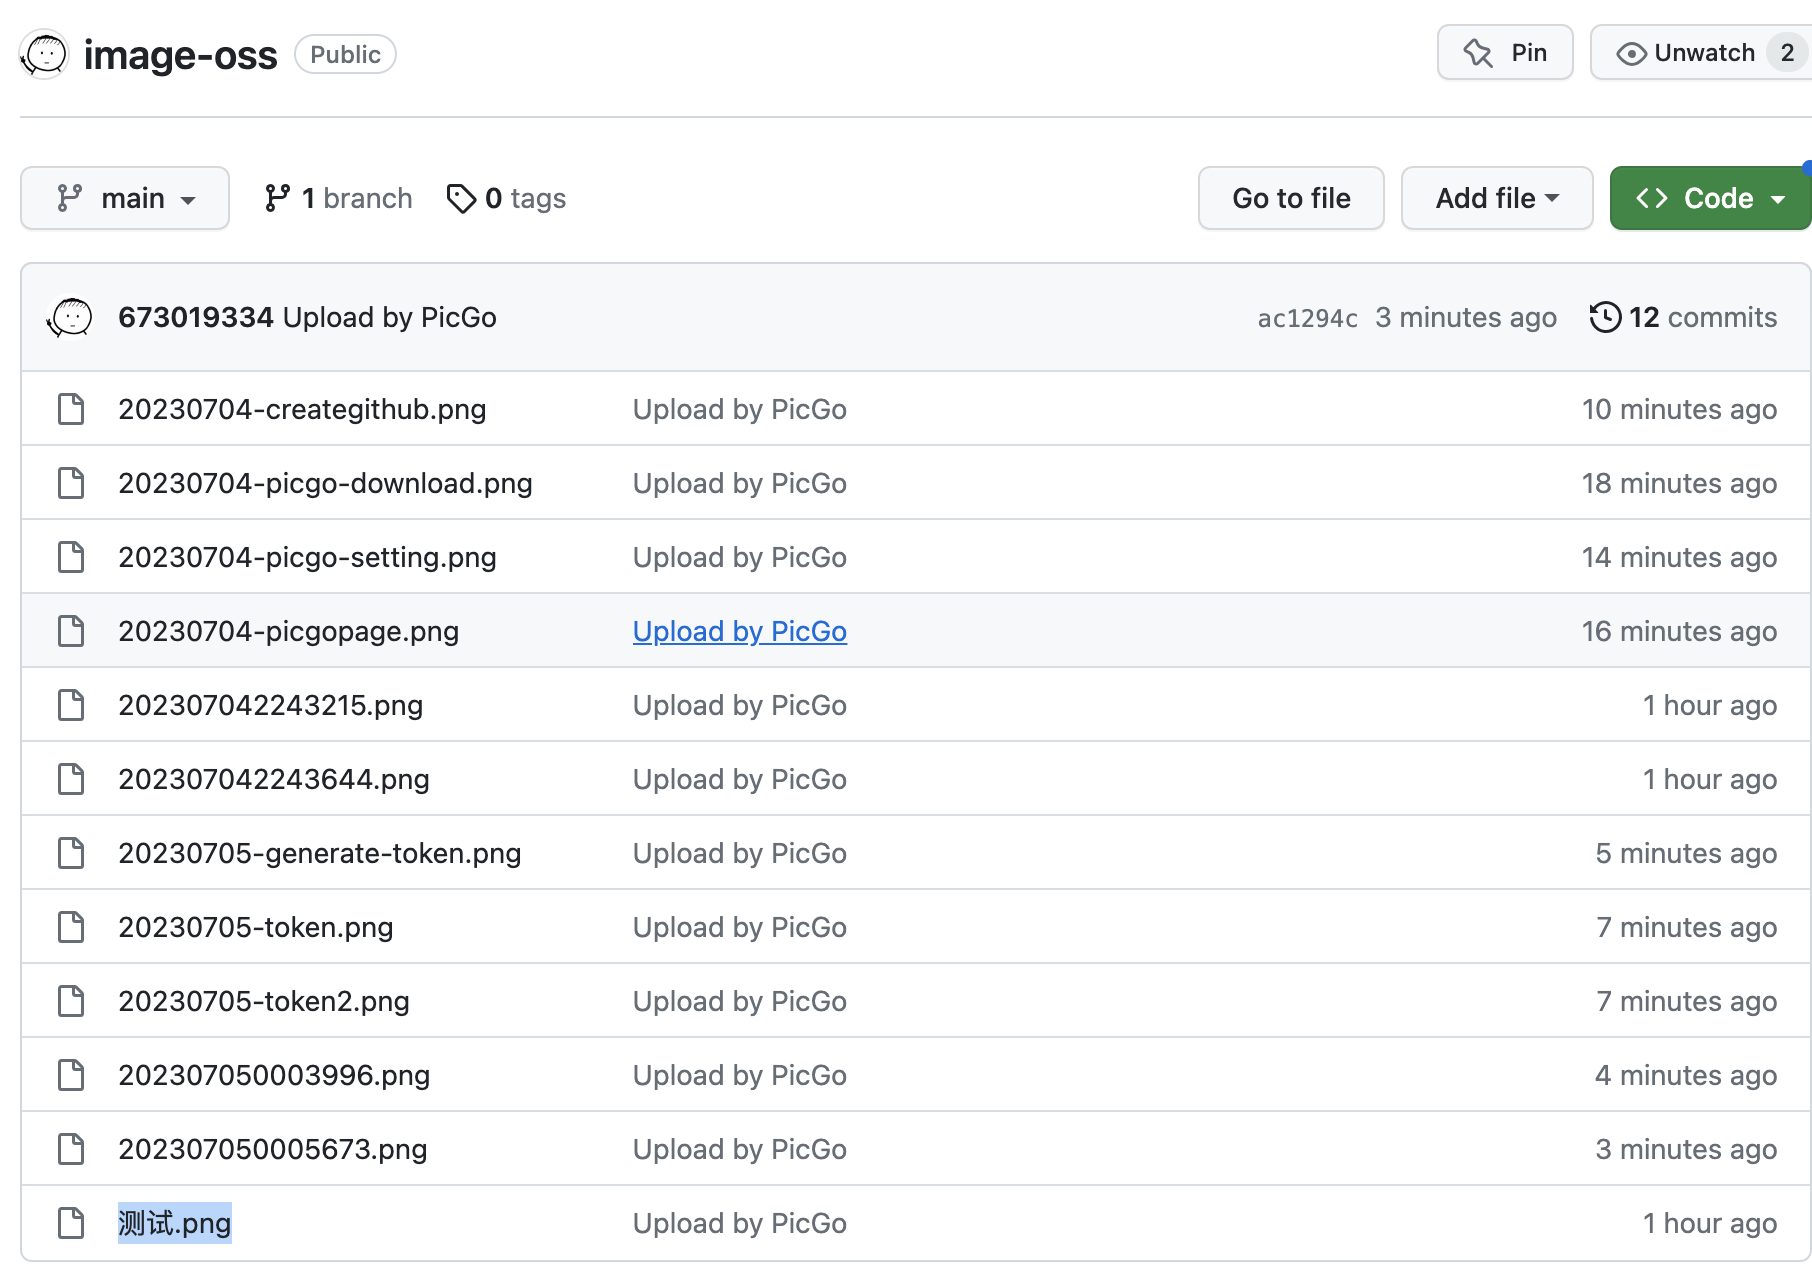 image-oss Public Pin Unwatch 2
main 1 branch 0 tags Go to file Add file Code
673019334 Upload by PicGo ac1294c 3 minutes ago 12 commits
20230704-creategithub.png Upload by PicGo 10 minutes ago
20230704-picgo-download.png Upload by PicGo 18 minutes ago
20230704-picgo-setting.png Upload by PicGo 14 minutes ago
20230704-picgopage.png Upload by PicGo 16 minutes ago
202307042243215.png Upload by PicGo 1 hour ago
202307042243644.png Upload by PicGo 1 hour ago
20230705-generate-token.png Upload by PicGo 5 minutes ago
20230705-token.png Upload by PicGo 7 minutes ago
20230705-token2.png Upload by PicGo 7 minutes ago
202307050003996.png Upload by PicGo 4 minutes ago
202307050005673.png Upload by PicGo 3 minutes ago
测试.png Upload by PicGo 1 hour ago